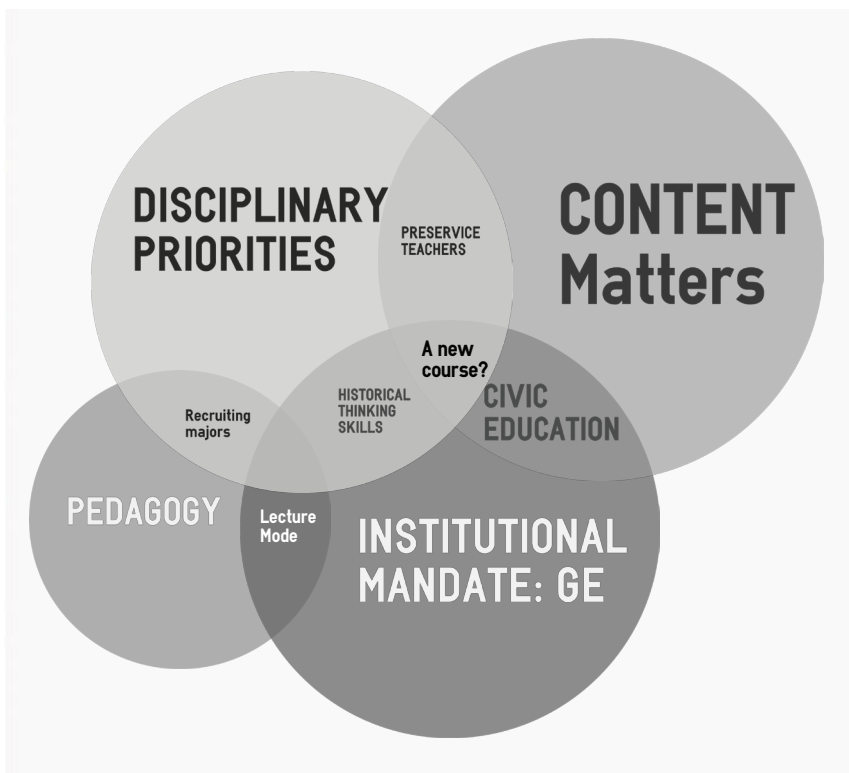 DISCIPLINARY
PRIORITIES
CONTENT
Matters
PRESERVICE
TEACHERS
A new
course?
HISTORICAL
THINKING
SKILLS
CIVIC
EDUCATION
Recruiting
majors
PEDAGOGY
Lecture
Mode
INSTITUTIONAL
MANDATE: GE